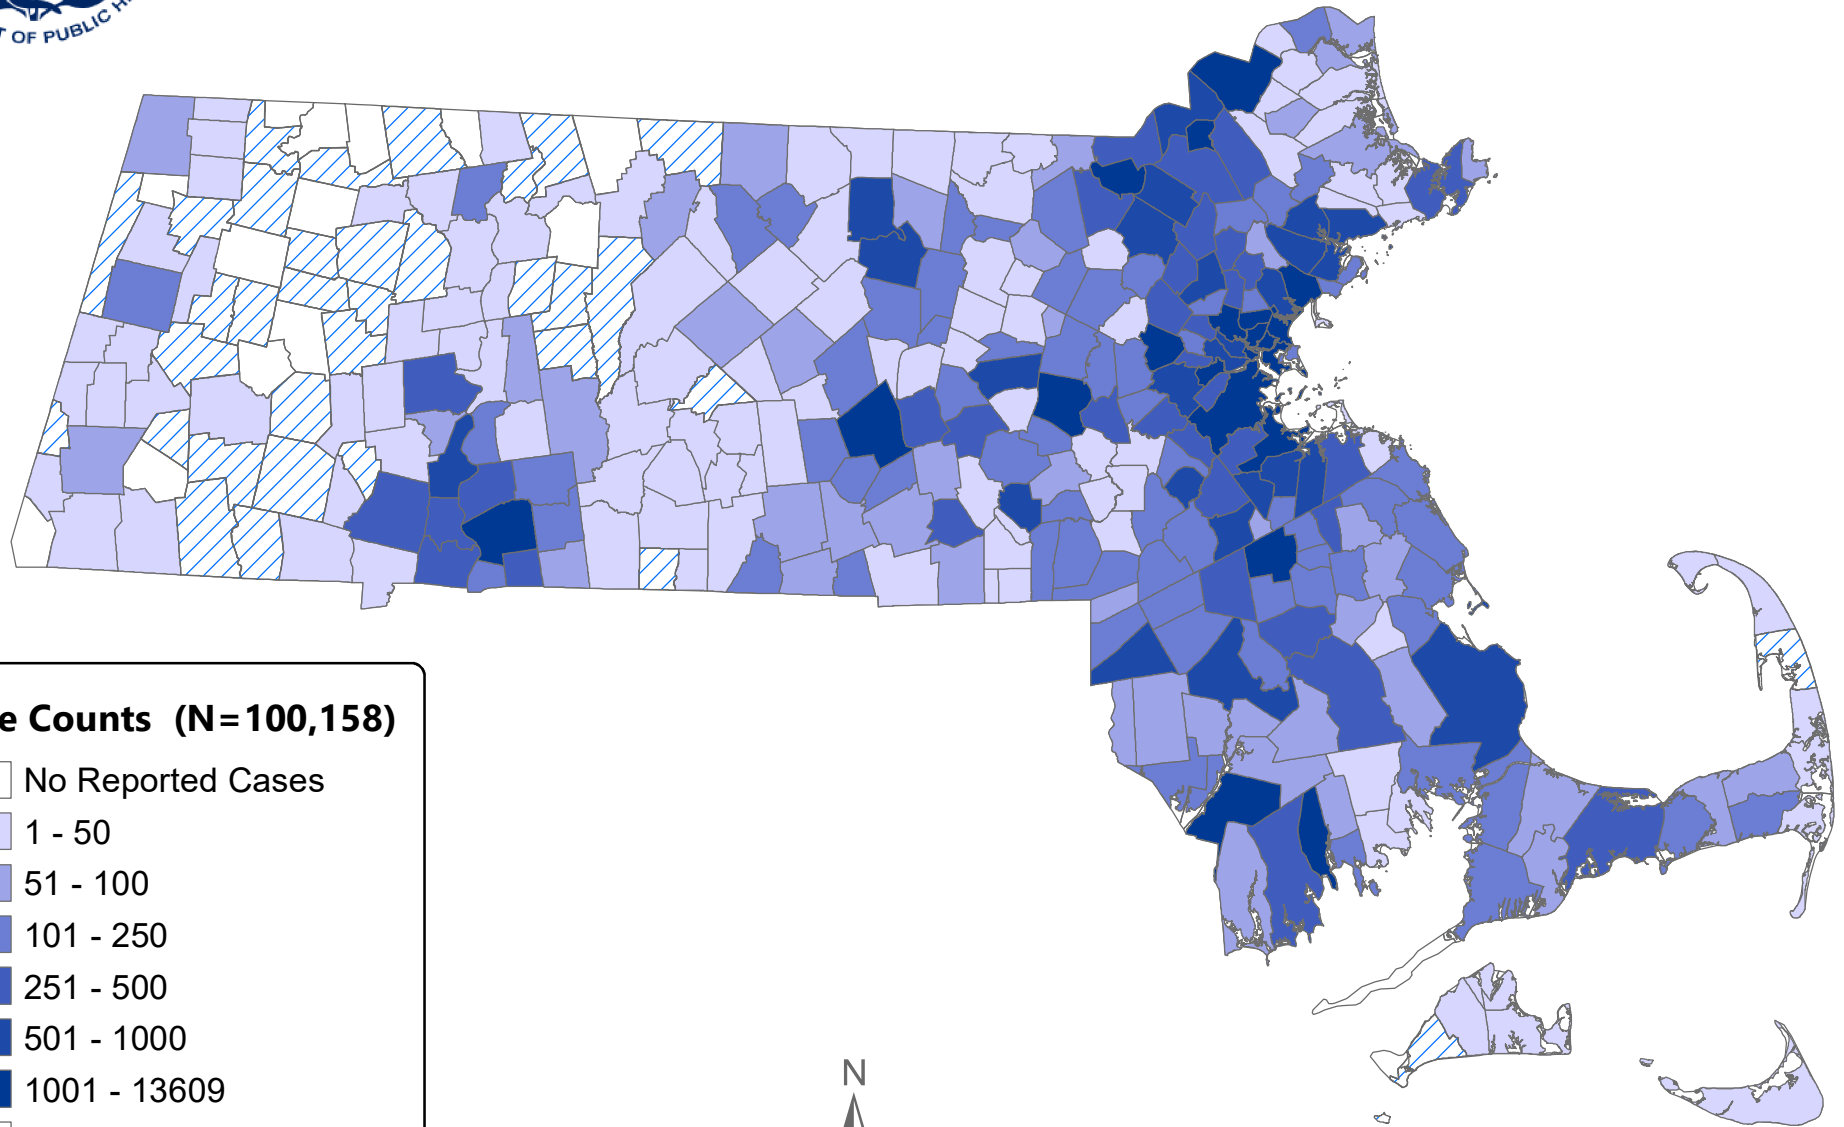 OF PUBLIC
e Counts (N=100,158)
No Reported Cases
1 - 50
51 - 100
101 - 250
251 - 500
501 - 1000
1001 - 13609
N